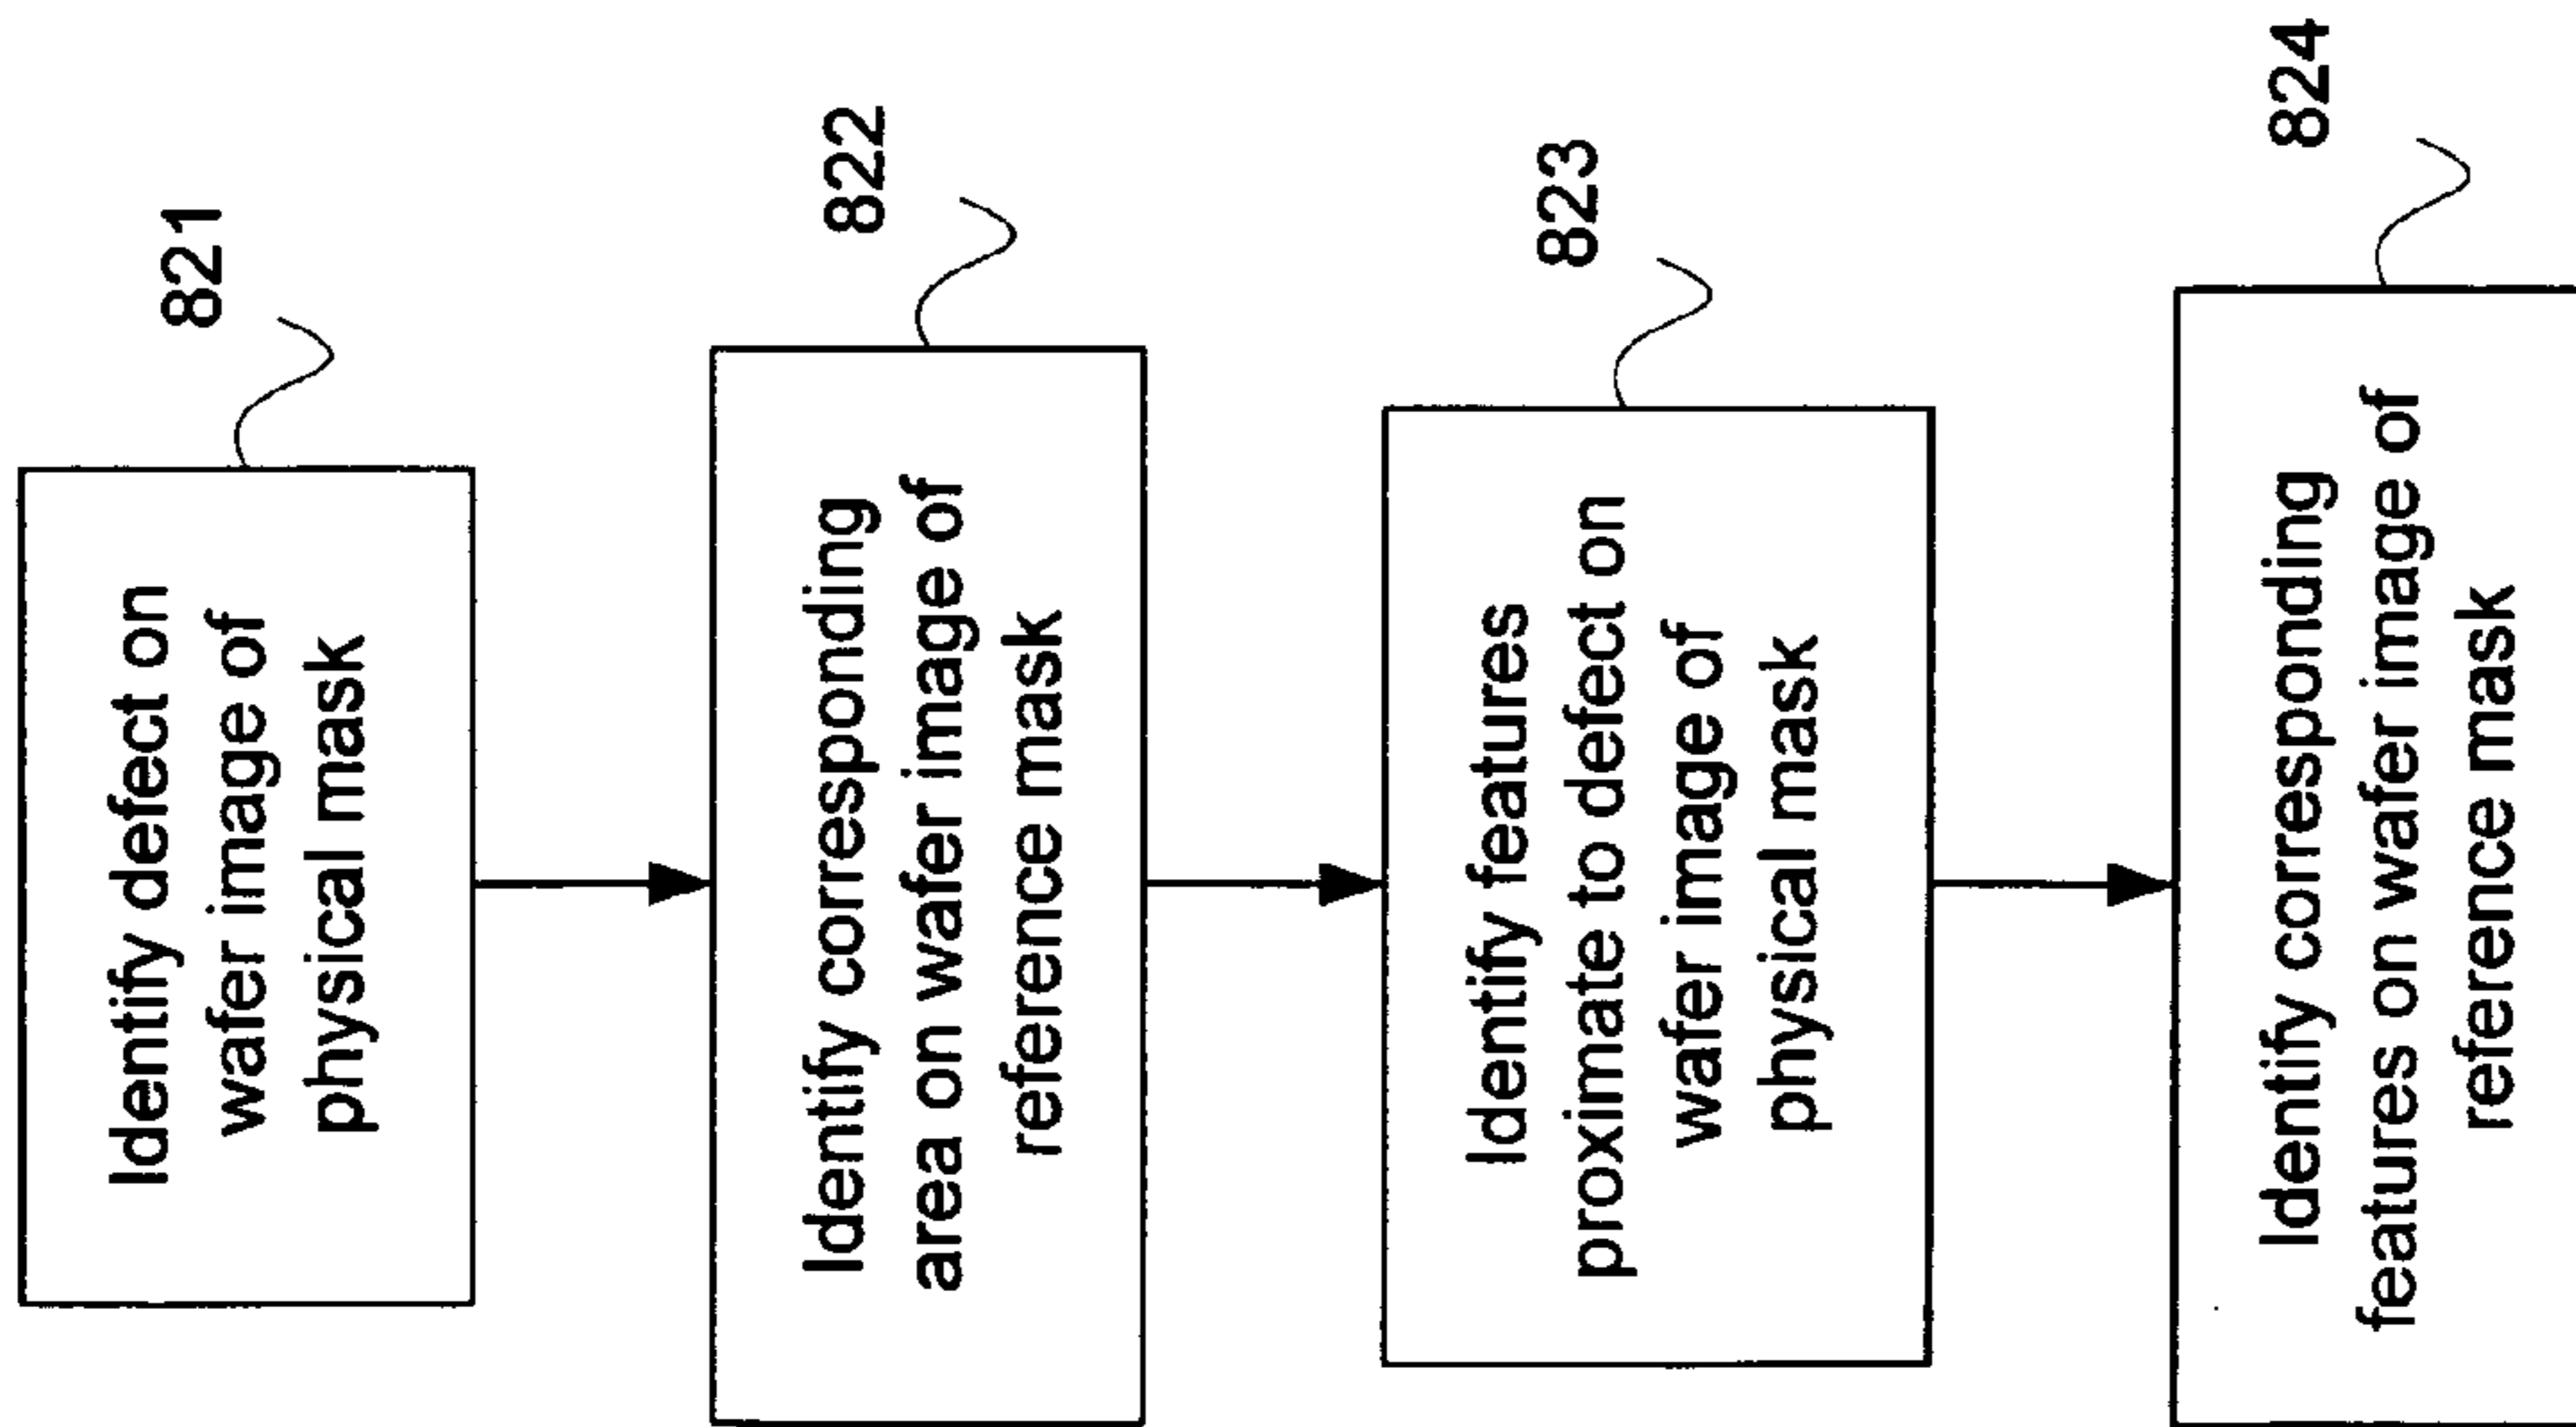 Identify defect on
wafer image of
physical mask
821
Identify corresponding
area on wafer image of
reference mask
822
Identify features
proximate to defect on
wafer image of
physical mask
823
Identify corresponding
features on wafer image of
reference mask
824